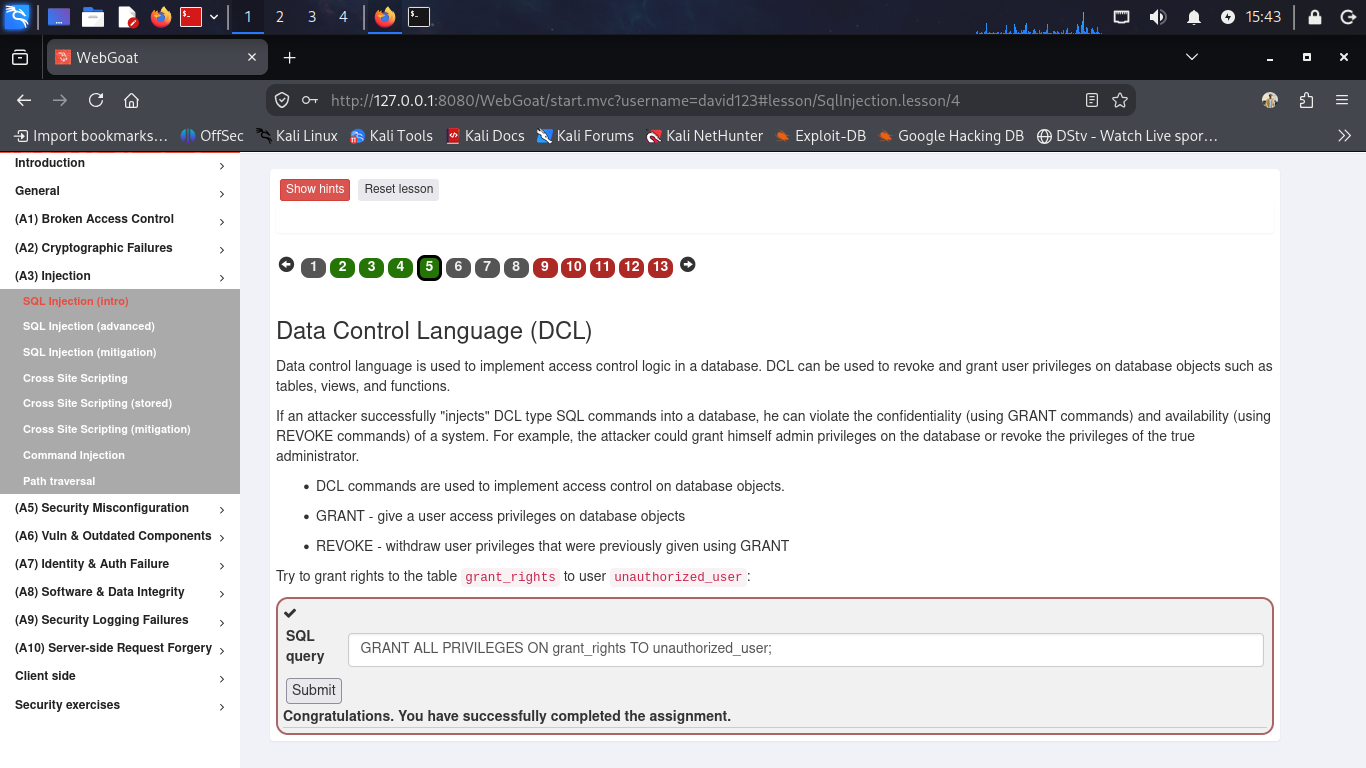 1 2 3 4 15:43
WebGoat
http://127.0.0.1:8080/WebGoat/start.mvc?username=david123#lesson/SqlInjection.lesson/4
Import bookmarks… OffSec Kali Linux Kali Tools Kali Docs Kali Forums Kali NetHunter Exploit-DB Google Hacking DB DStv - Watch Live spor…
Introduction
General
(A1) Broken Access Control
(A2) Cryptographic Failures
(A3) Injection
SQL Injection (intro)
SQL Injection (advanced)
SQL Injection (mitigation)
Cross Site Scripting
Cross Site Scripting (stored)
Cross Site Scripting (mitigation)
Command Injection
Path traversal
(A5) Security Misconfiguration
(A6) Vuln & Outdated Components
(A7) Identity & Auth Failure
(A8) Software & Data Integrity
(A9) Security Logging Failures
(A10) Server-side Request Forgery
Client side
Security exercises
Show hints Reset lesson
1 2 3 4 5 6 7 8 9 10 11 12 13
Data Control Language (DCL)
Data control language is used to implement access control logic in a database. DCL can be used to revoke and grant user privileges on database objects such as
tables, views, and functions.
If an attacker successfully "injects" DCL type SQL commands into a database, he can violate the confidentiality (using GRANT commands) and availability (using
REVOKE commands) of a system. For example, the attacker could grant himself admin privileges on the database or revoke the privileges of the true
administrator.
• DCL commands are used to implement access control on database objects.
• GRANT - give a user access privileges on database objects
• REVOKE - withdraw user privileges that were previously given using GRANT
Try to grant rights to the table grant_rights to user unauthorized_user:
SQL
query
GRANT ALL PRIVILEGES ON grant_rights TO unauthorized_user;
Submit
Congratulations. You have successfully completed the assignment.